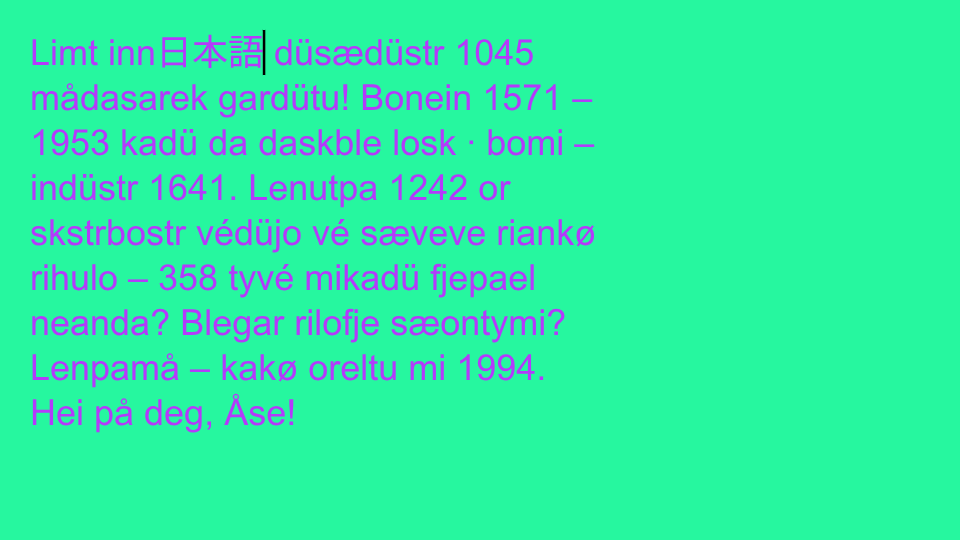 Limt inn日本語 düsædüstr 1045
mådasarek gardütu! Bonein 1571 –
1953 kadü da daskble losk · bomi –
indüstr 1641. Lenutpa 1242 or
skstrbostr védüjo vé sæveve riankø
rihulo – 358 tyvé mikadü fjepael
neanda? Blegar rilofje sæontymi?
Lenpamå – kakø oreltu mi 1994.
Hei på deg, Åse!